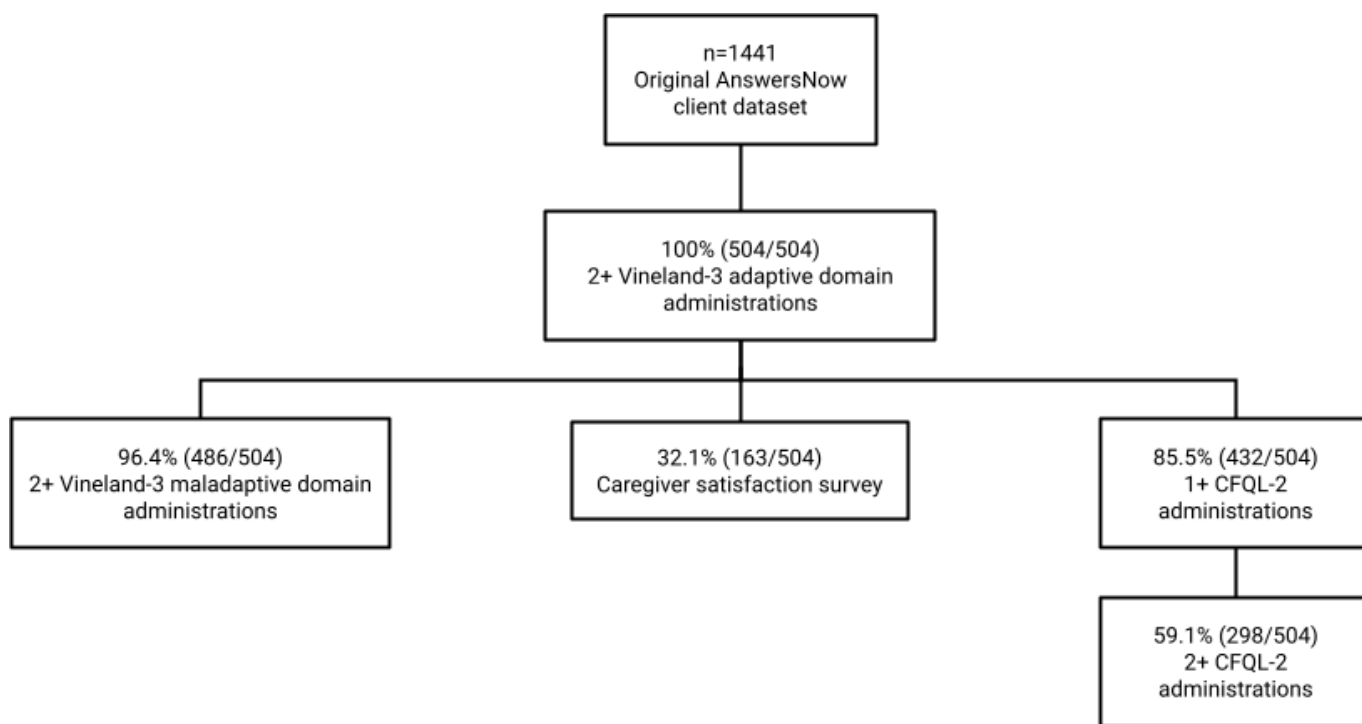 n=1441
Original AnswersNow
client dataset
100% (504/504)
2+ Vineland-3 adaptive domain
administrations
96.4% (486/504)
2+ Vineland-3 maladaptive domain
administrations
32.1% (163/504)
Caregiver satisfaction survey
85.5% (432/504)
1+ CFQL-2
administrations
59.1% (298/504)
2+ CFQL-2
administrations